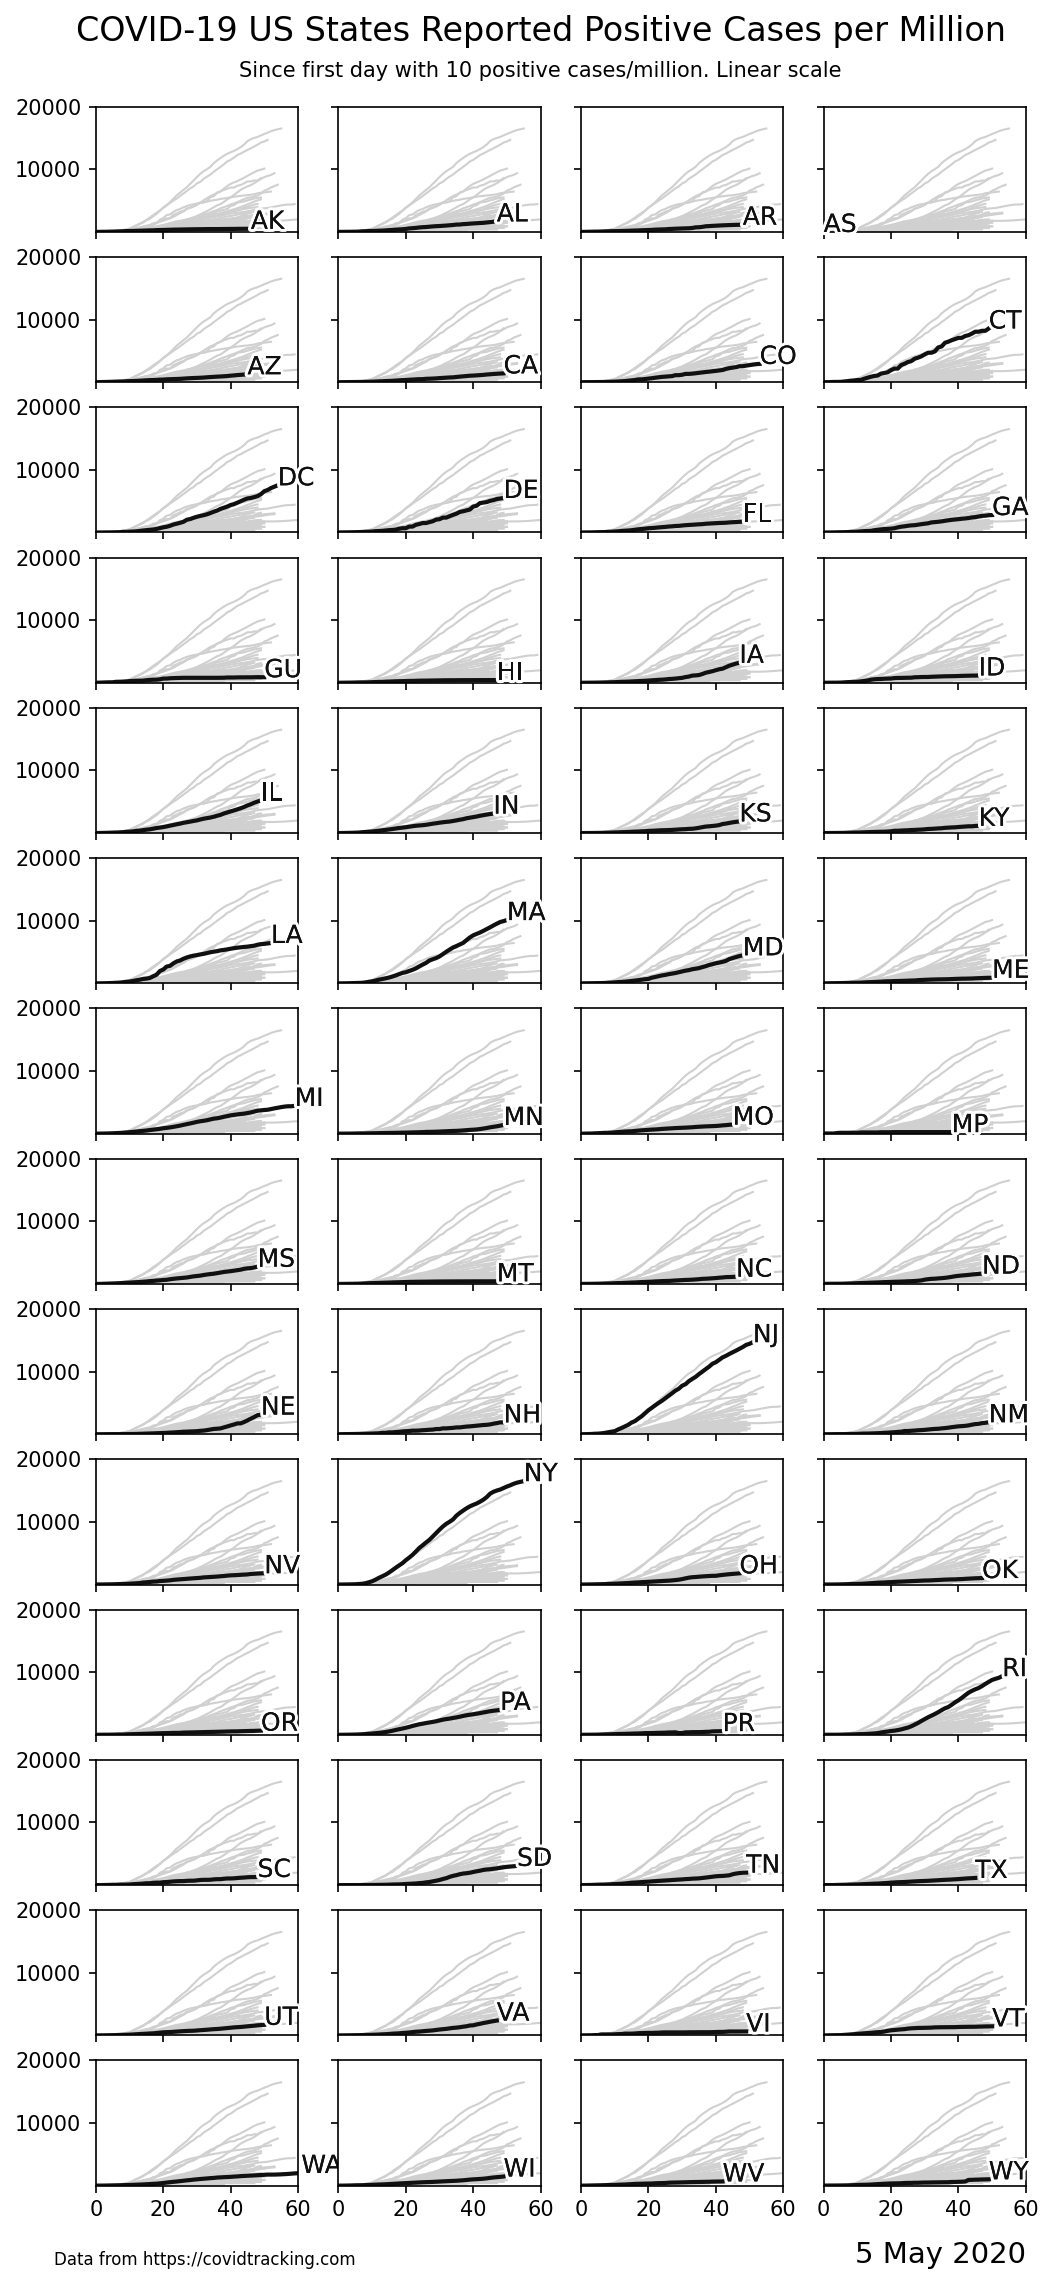 COVID-19 US States Reported Positive Cases per Million
Since first day with 10 positive cases/million. Linear scale
20000
10000
AK AL AR AS
20000
10000
AZ CA CO CT
20000
10000
DC DE FL GA
20000
10000
GU HI IA ID
20000
10000
IL IN KS KY
20000
10000
LA MA MD ME
20000
10000
MI MN MO MP
20000
10000
MS MT NC ND
20000
10000
NE NH NJ NM
20000
10000
NV NY OH OK
20000
10000
OR PA PR RI
20000
10000
SC SD TN TX
20000
10000
UT VA VI VT
20000
10000
WA WI WV WY
0 20 40 60 0 20 40 60 0 20 40 60 0 20 40 60
Data from https://covidtracking.com
5 May 2020